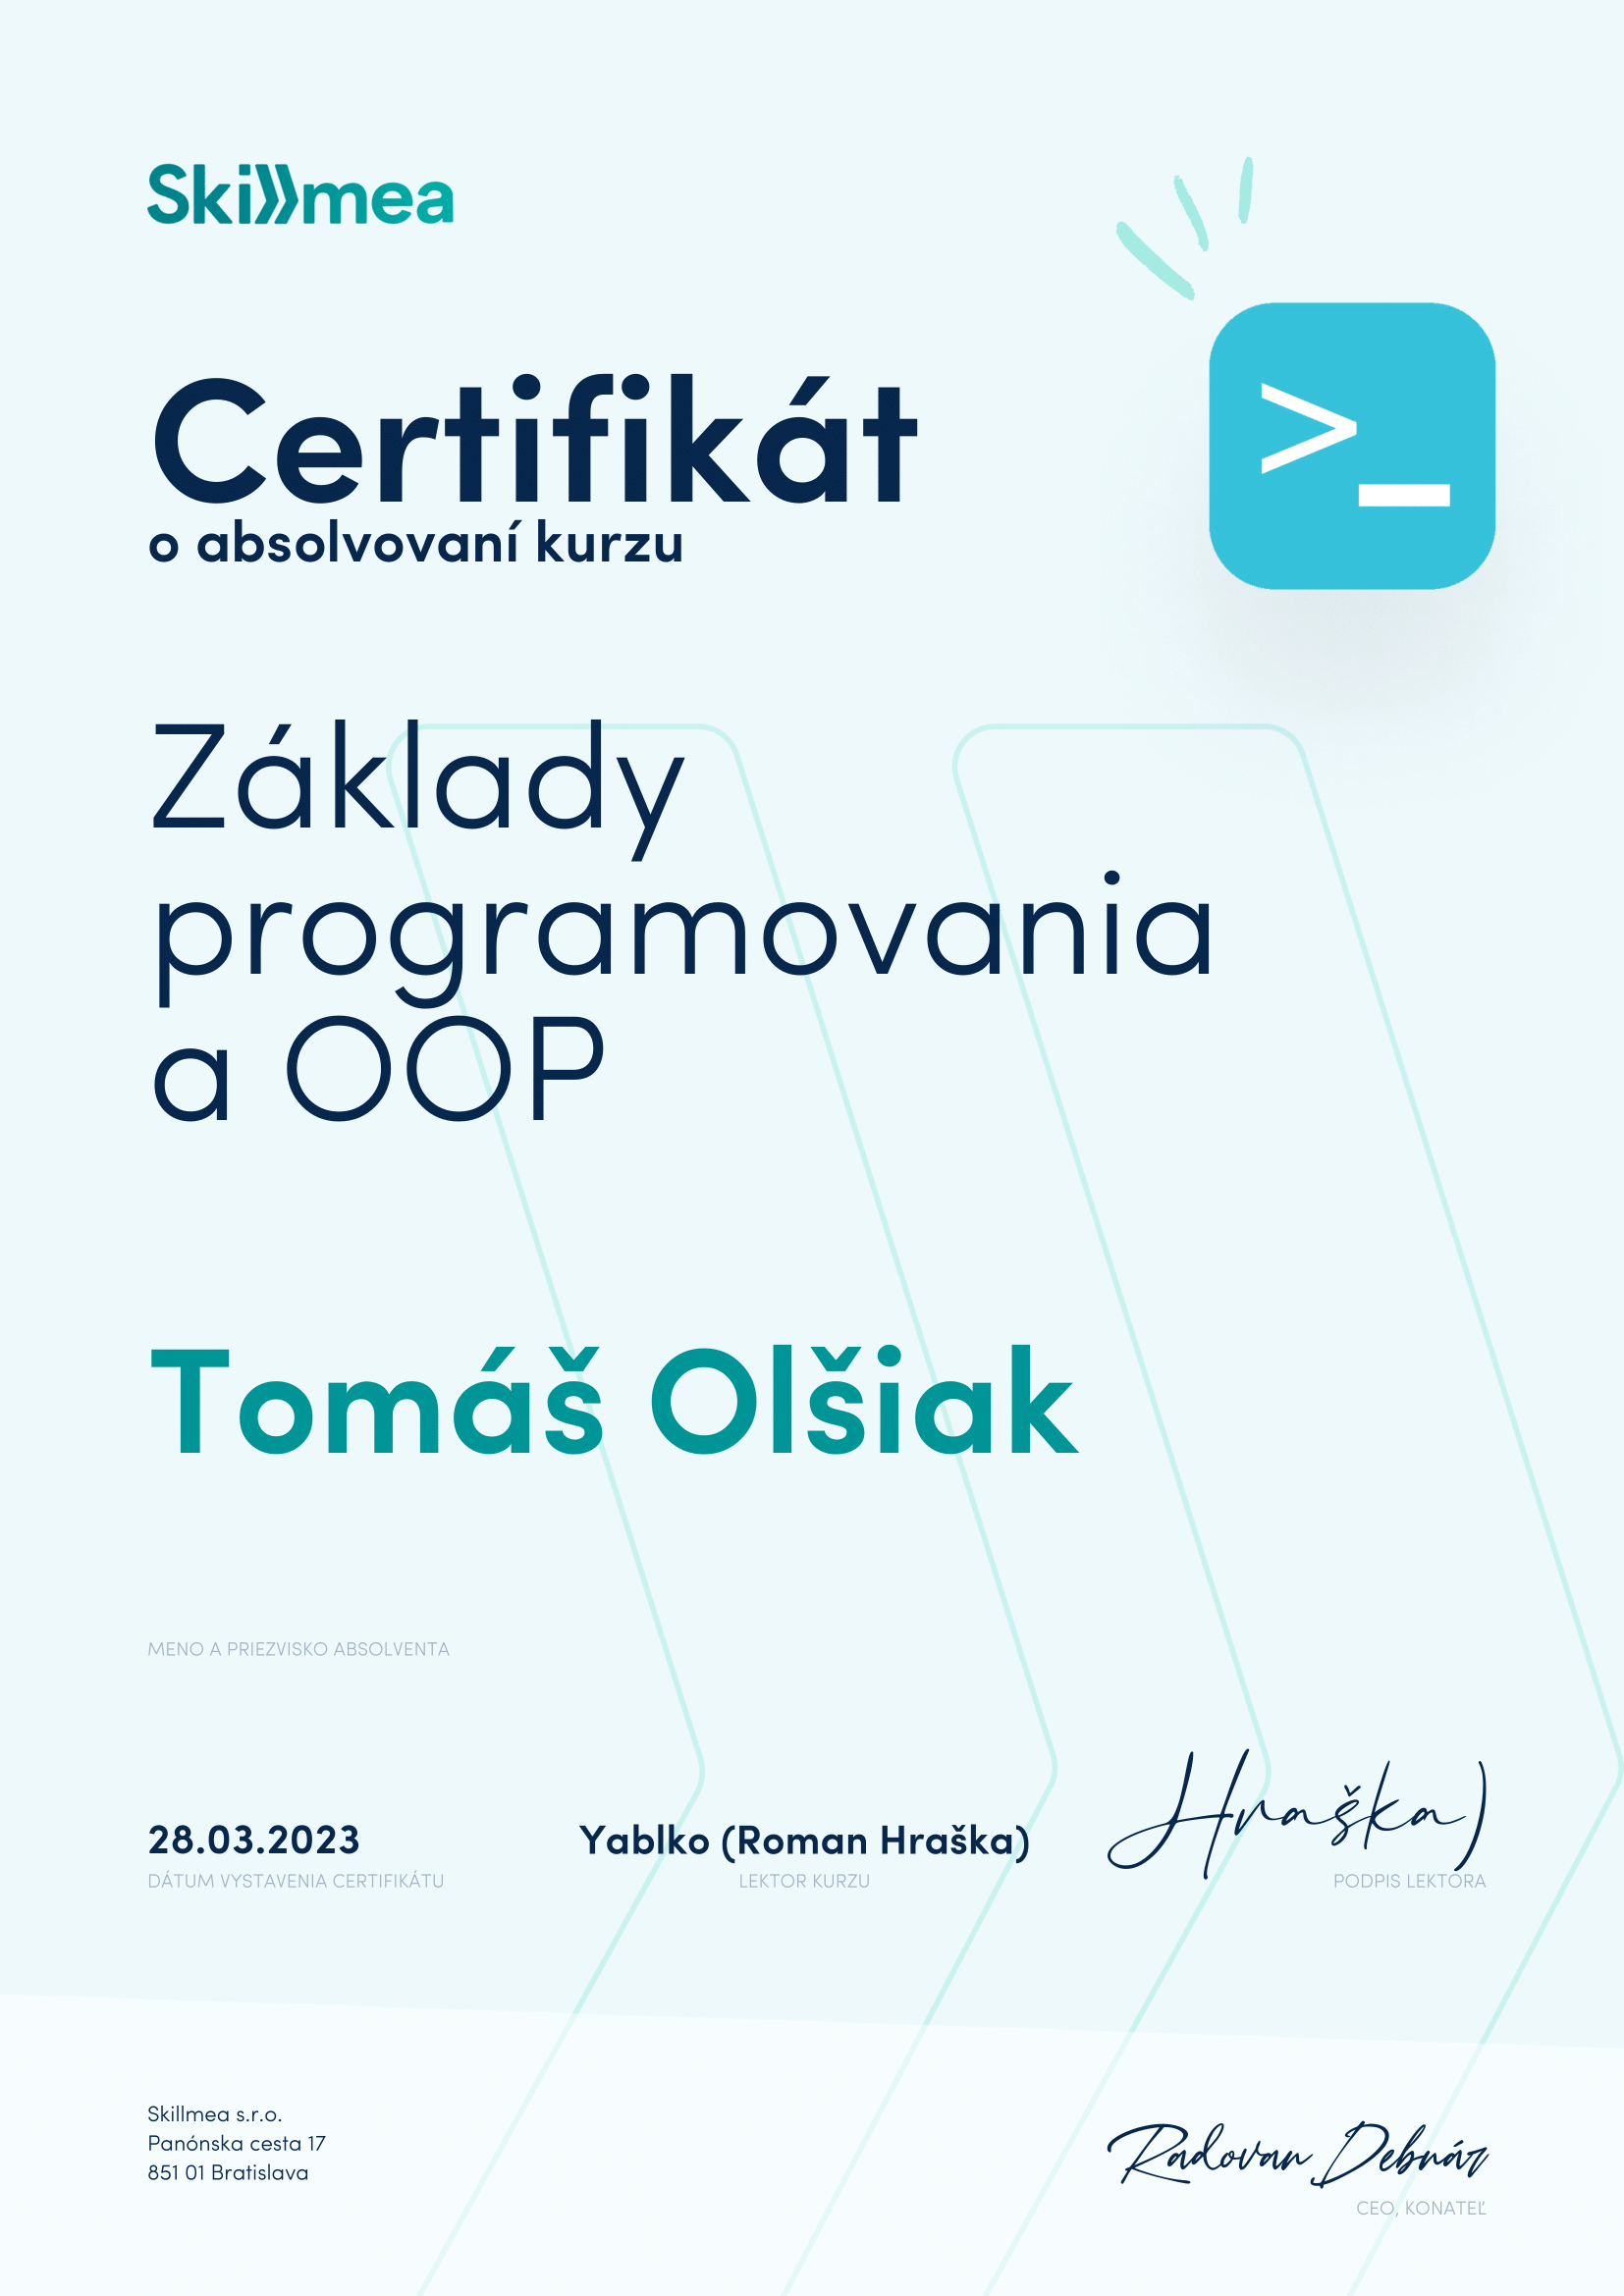 Skillmea
Certifikát
o absolvovaní kurzu
>_
Základy
programovania
a OOP
Tomáš Olšiak
MENO A PRIEZVISKO ABSOLVENTA
28.03.2023
DÁTUM VYSTAVENIA CERTIFIKÁTU
Yablko (Roman Hraška)
LEKTOR KURZU
Hraška)
PODPIS LEKTORA
Skillmea s.r.o.
Panónska cesta 17
851 01 Bratislava
Radovan Debnár
CEO, KONATEĽ